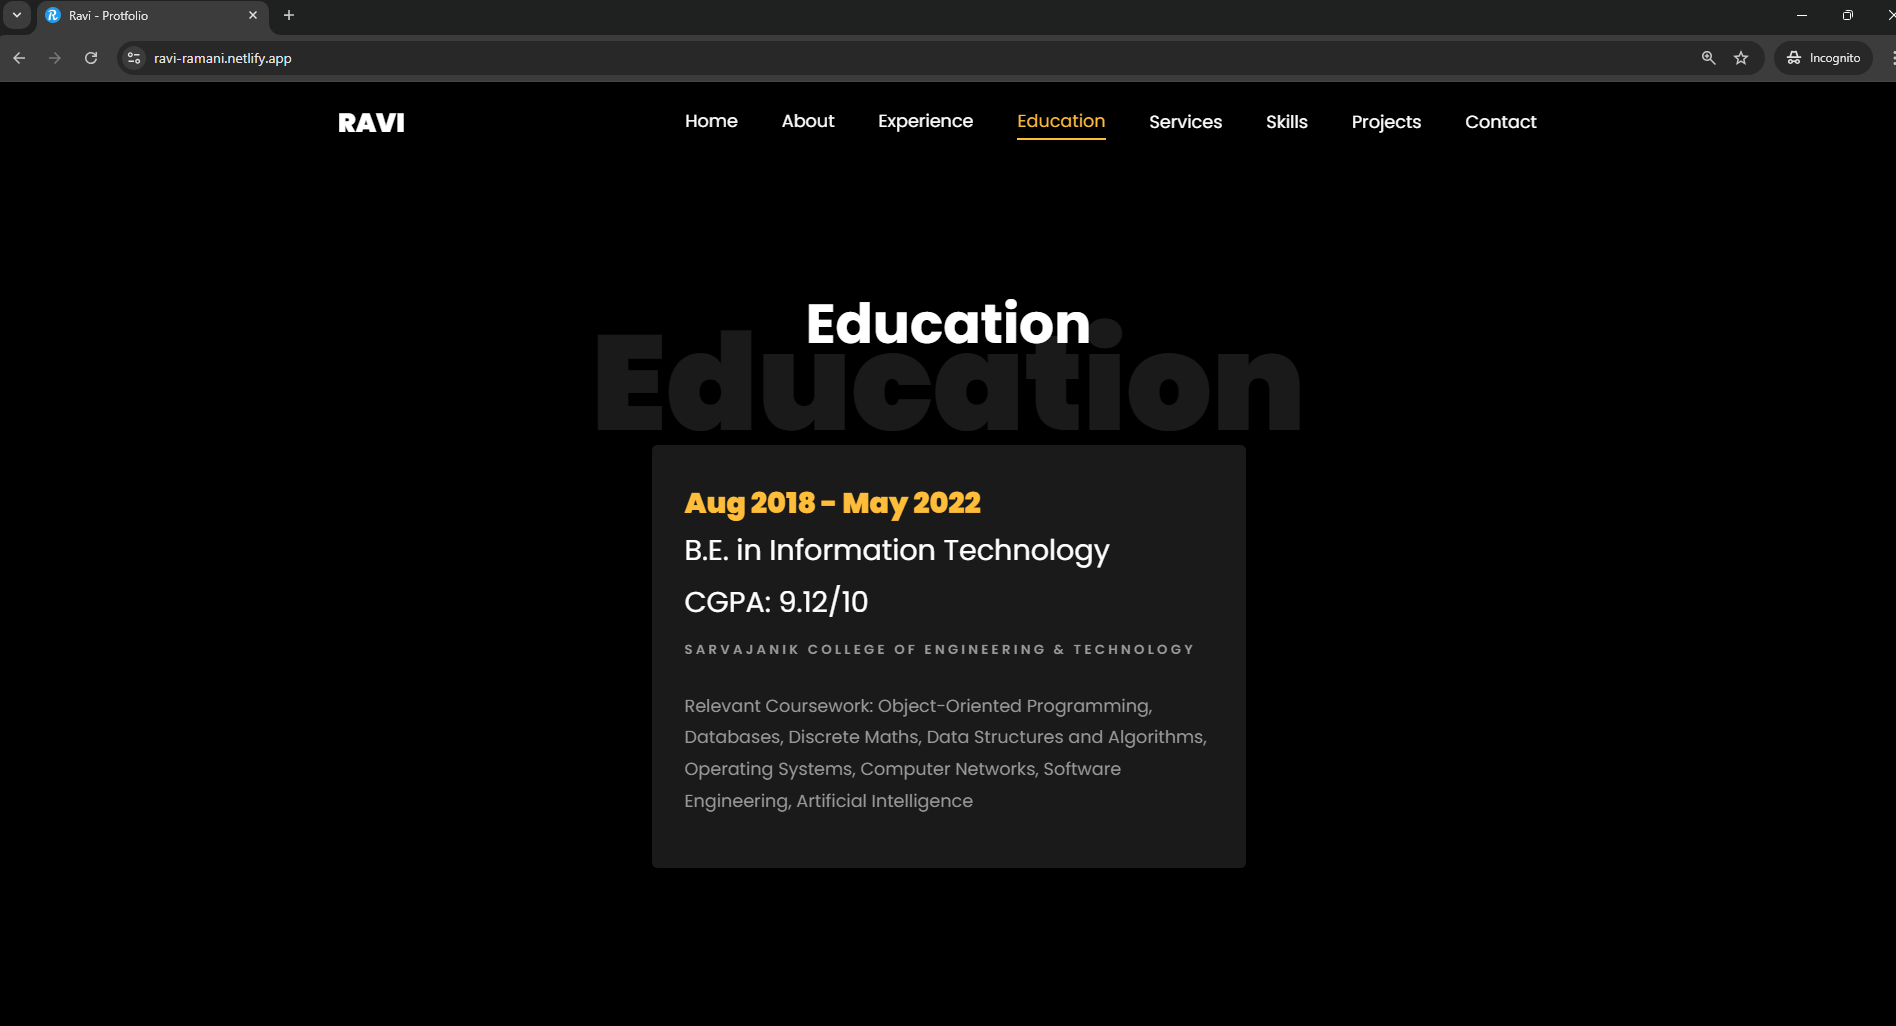 Ravi - Protfolio
ravi-ramani.netlify.app
Incognito
RAVI
Home About Experience Education Services Skills Projects Contact
Education
Education
Aug 2018 - May 2022
B.E. in Information Technology
CGPA: 9.12/10
SARVAJANIK COLLEGE OF ENGINEERING & TECHNOLOGY
Relevant Coursework: Object-Oriented Programming,
Databases, Discrete Maths, Data Structures and Algorithms,
Operating Systems, Computer Networks, Software
Engineering, Artificial Intelligence